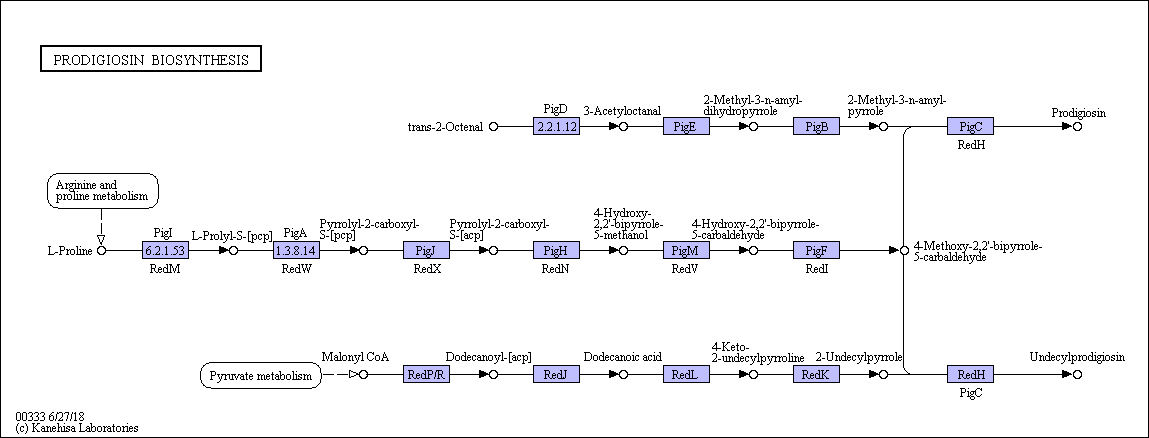 PRODIGIOSIN BIOSYNTHESIS
trans-2-Octenal
PigD
2.2.1.12
3-Acetyloctanal
PigE
2-Methyl-3-n-amyl-
dihydropyrrole
PigB
2-Methyl-3-n-amyl-
pyrrole
PigC
RedH
Prodigiosin
Arginine and
proline metabolism
L-Proline
PigI
6.2.1.53
RedM
L-Prolyl-S-[pcp]
PigA
1.3.8.14
RedW
Pyrrolyl-2-carboxyl-
S-[pcp]
PigJ
RedX
Pyrrolyl-2-carboxyl-
S-[acp]
PigH
RedN
4-Hydroxy-
2,2'-bipyrrole-
5-methanol
PigM
RedV
4-Hydroxy-2,2'-bipyrrole-
5-carbaldehyde
PigF
RedI
4-Methoxy-2,2'-bipyrrole-
5-carbaldehyde
Pyruvate metabolism
Malonyl CoA
RedP/R
Dodecanoyl-[acp]
RedJ
Dodecanoic acid
RedL
4-Keto-
2-undecylpyrroline
RedK
2-Undecylpyrrole
RedH
PigC
Undecylprodigiosin
00333 6/27/18
(c) Kanehisa Laboratories